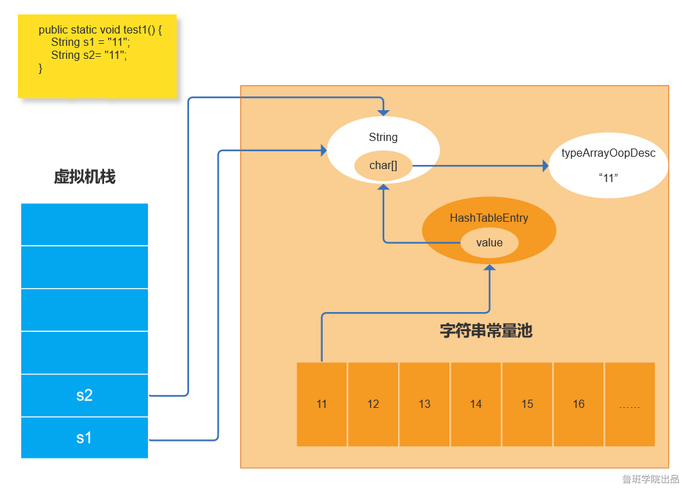 public static void test1() {
String s1 = "11";
String s2= "11";
}
虚拟机栈
s2
s1
String
char[]
typeArrayOopDesc
“11”
HashTableEntry
value
字符串常量池
11 12 13 14 15 16 ……
鲁班学院出品